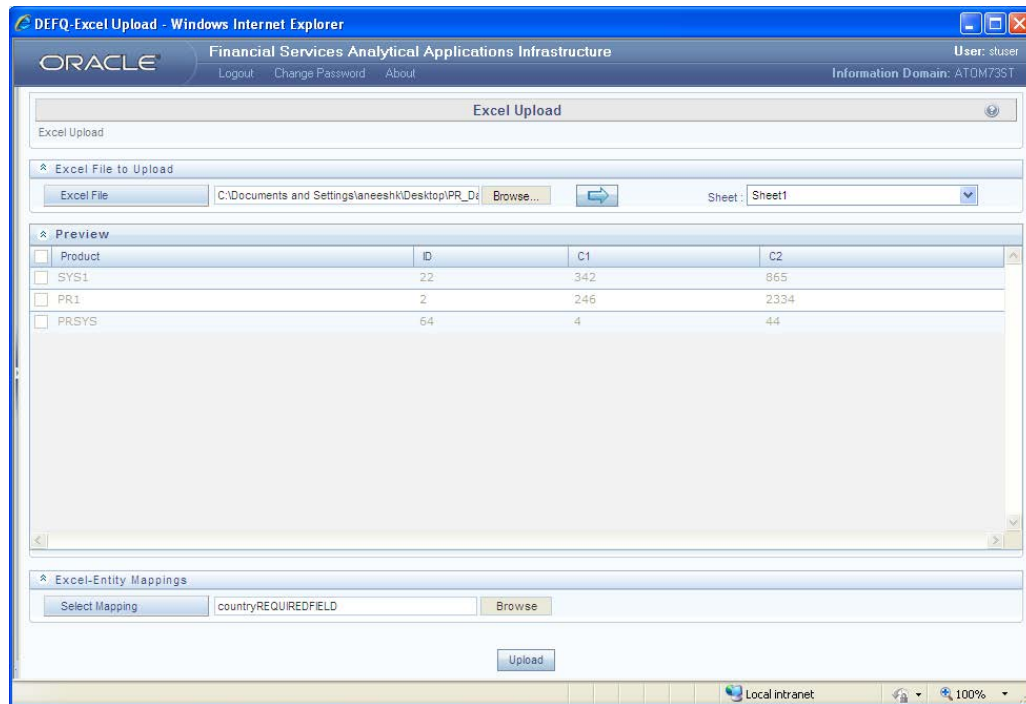 DEFQ-Excel Upload - Windows Internet Explorer
ORACLE
Financial Services Analytical Applications Infrastructure
User: stuser
Logout Change Password About
Information Domain: ATOM73ST
Excel Upload
Excel Upload
Excel File to Upload
Excel File C:\Documents and Settings\aneeshk\Desktop\PR_Da Browse... Sheet : Sheet1
Preview
Product ID C1 C2
SYS1 22 342 865
PR1 2 246 2334
PRSYS 64 4 44
Excel-Entity Mappings
Select Mapping countryREQUIREDFIELD Browse
Upload
Local intranet 100%